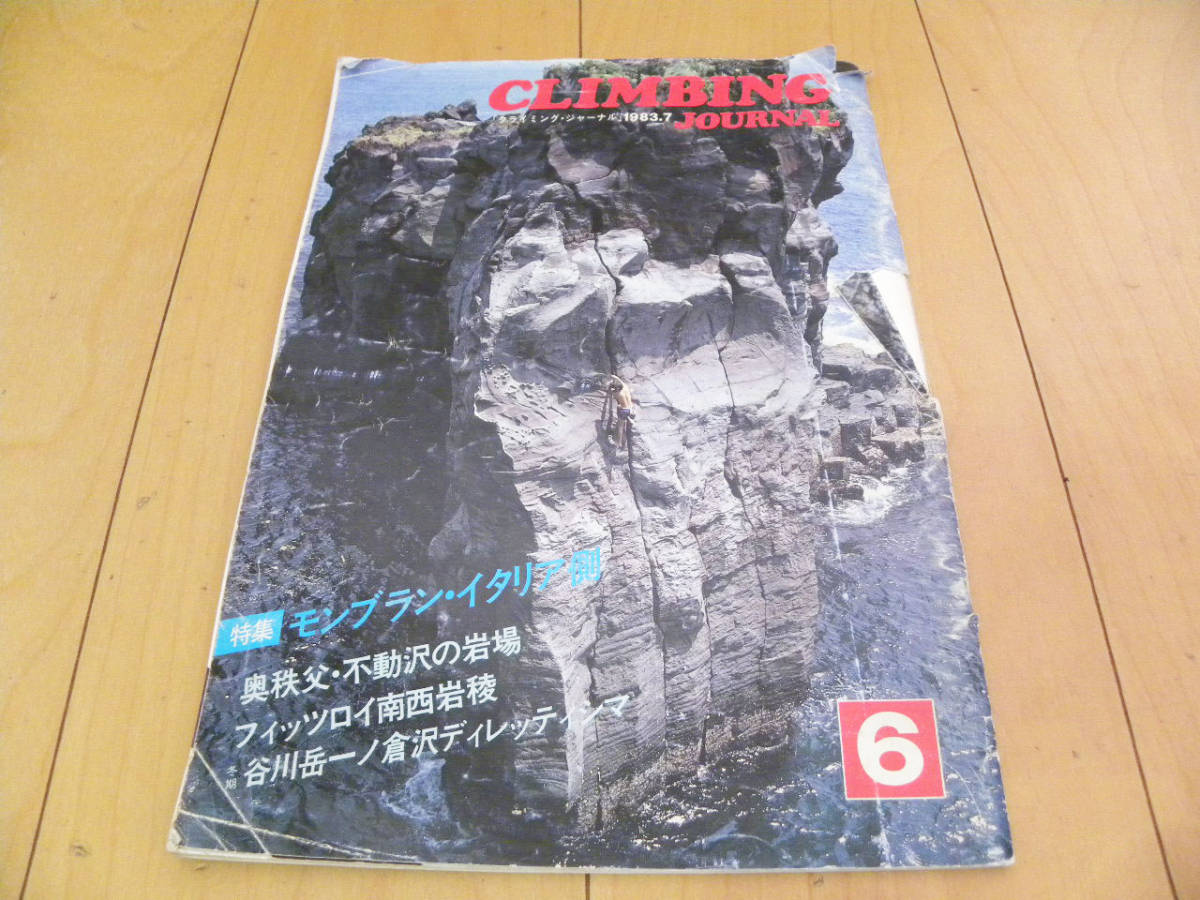 CLIMBING
「クライミング・ジャーナル」1983.7
JOURNAL
特集 モンブラン・イタリア側
奥秩父・不動沢の岩場
フィッツロイ南西岩稜
冬期 谷川岳一ノ倉沢ディレッティシマ
6